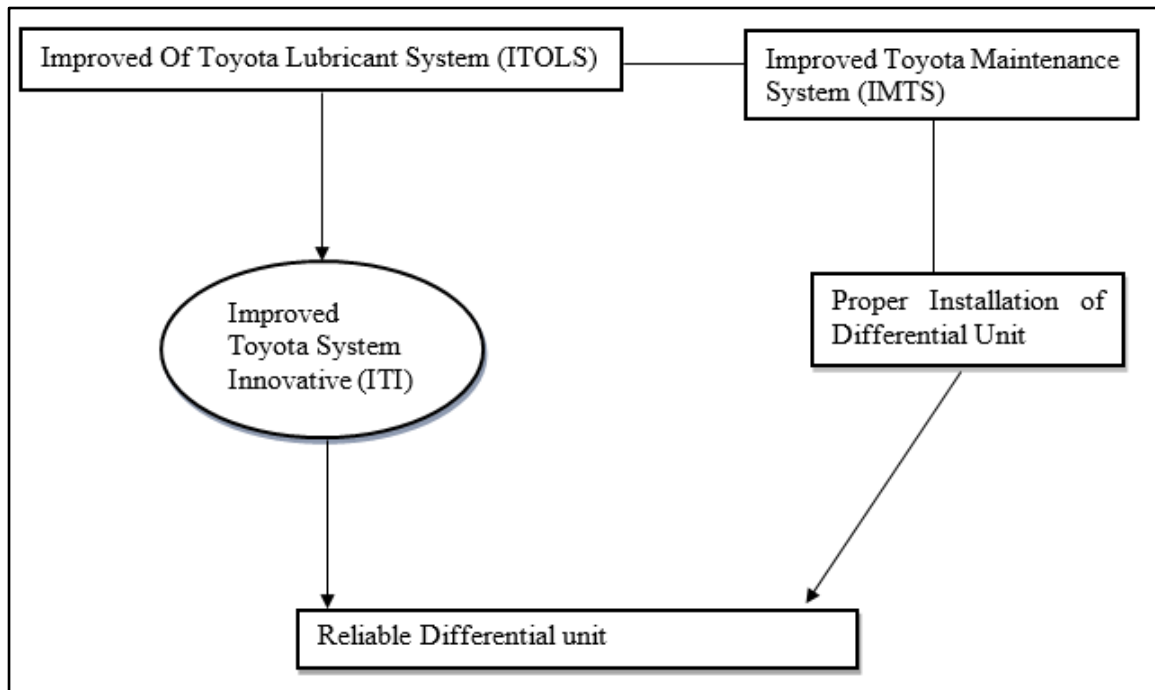 Improved Of Toyota Lubricant System (ITOLS)
Improved Toyota Maintenance
System (IMTS)
Improved
Toyota System
Innovative (ITI)
Proper Installation of
Differential Unit
Reliable Differential unit